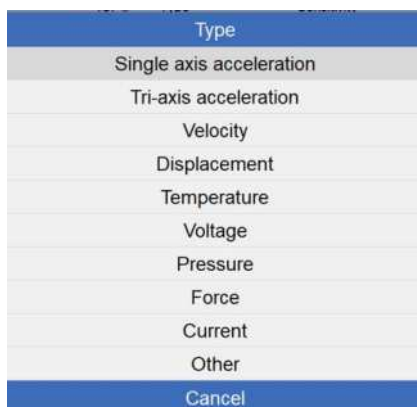 Type
Single axis acceleration
Tri-axis acceleration
Velocity
Displacement
Temperature
Voltage
Pressure
Force
Current
Other
Cancel